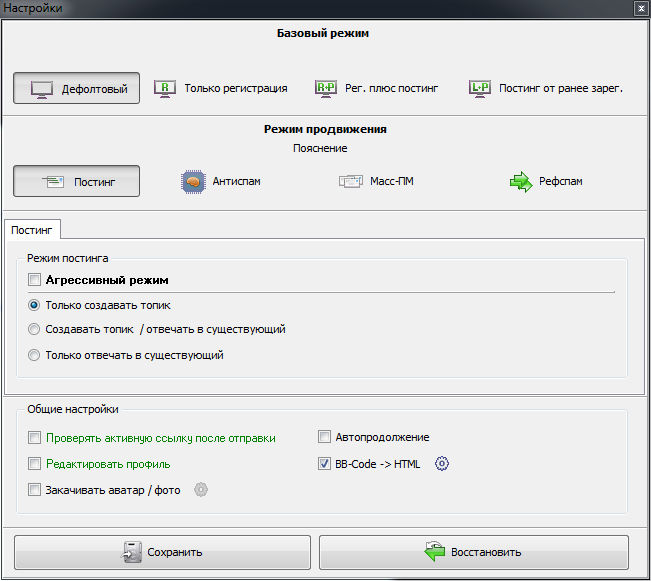 Настройки
Базовый режим
Дефолтовый
R Только регистрация
R+P Рег. плюс постинг
L+P Постинг от ранее зарег.
Режим продвижения
Пояснение
Постинг
Антиспам
Масс-ПМ
Рефспам
Постинг
Режим постинга
Агрессивный режим
Только создавать топик
Создавать топик / отвечать в существующий
Только отвечать в существующий
Общие настройки
Проверять активную ссылку после отправки
Автопродолжение
Редактировать профиль
BB-Code -> HTML
Закачивать аватар / фото
Сохранить
Восстановить